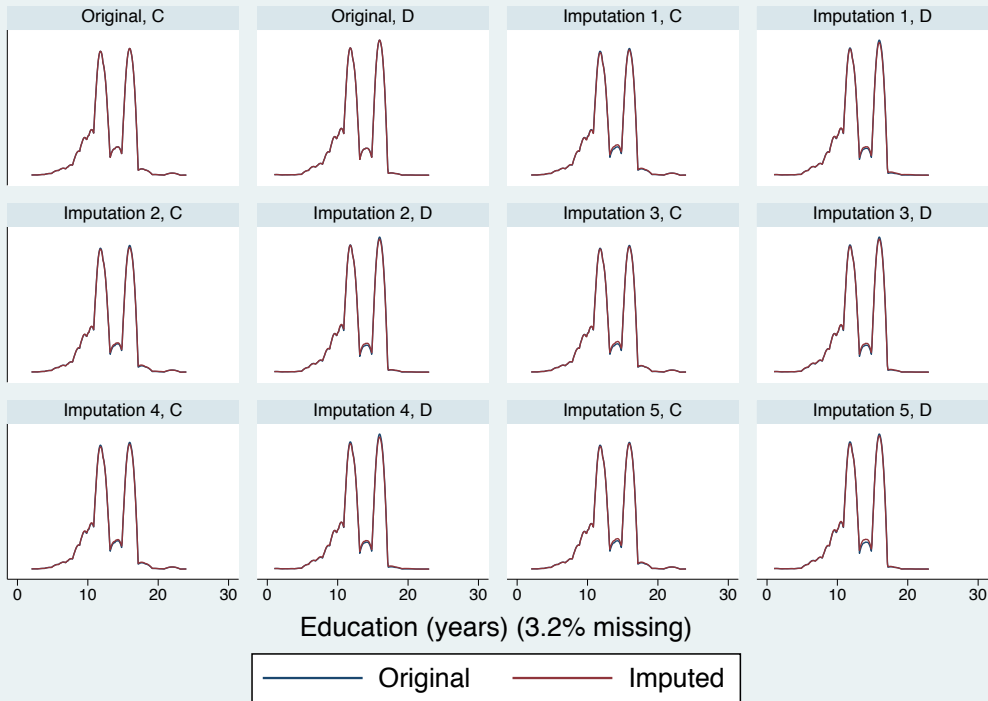 Original, C
Original, D
Imputation 1, C
Imputation 1, D
Imputation 2, C
Imputation 2, D
Imputation 3, C
Imputation 3, D
Imputation 4, C
Imputation 4, D
Imputation 5, C
Imputation 5, D
0 10 20 30
0 10 20 30
0 10 20 30
0 10 20 30
Education (years) (3.2% missing)
Original
Imputed